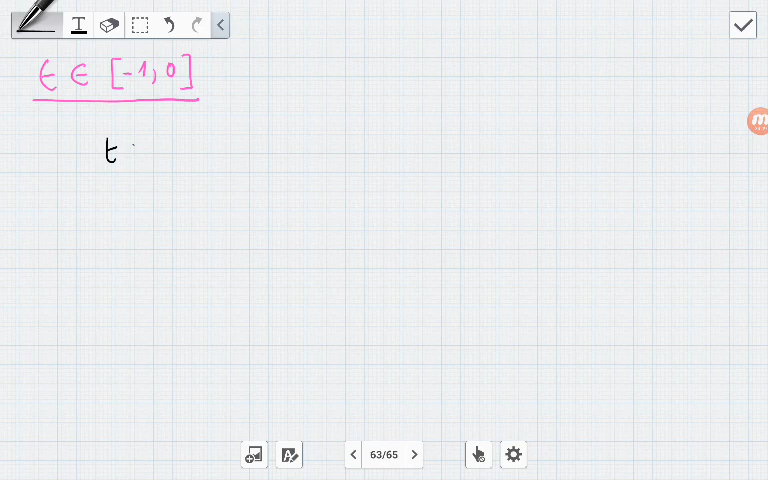 t ∈ [-1, 0]
t
63/65